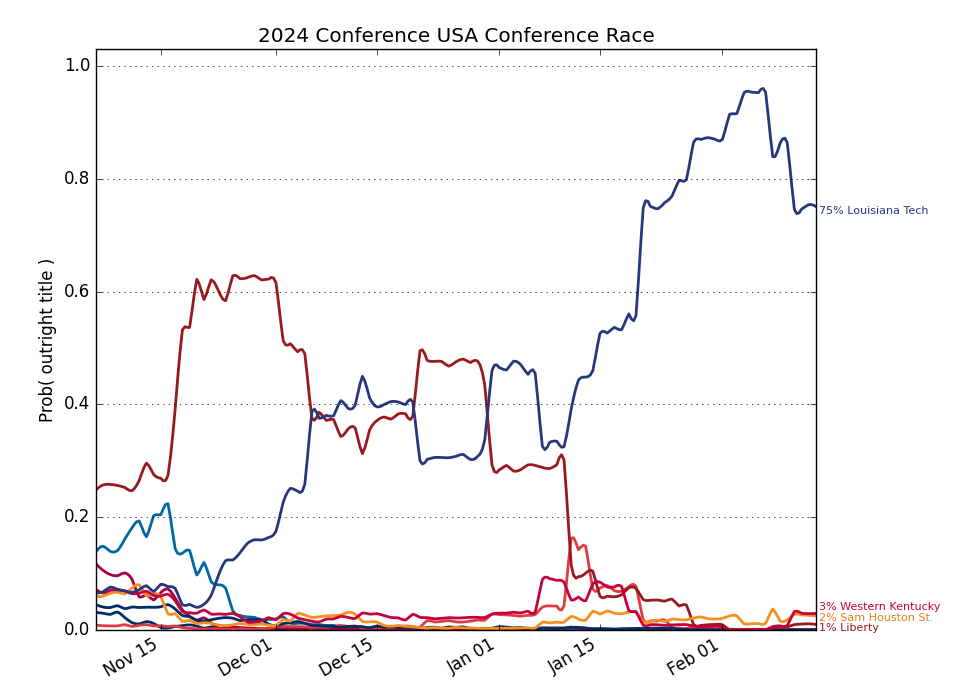 2024 Conference USA Conference Race
Prob( outright title )
1.0
0.8
0.6
0.4
0.2
0.0
Nov 15
Dec 01
Dec 15
Jan 01
Jan 15
Feb 01
75% Louisiana Tech
3% Western Kentucky
2% Sam Houston St.
1% Liberty